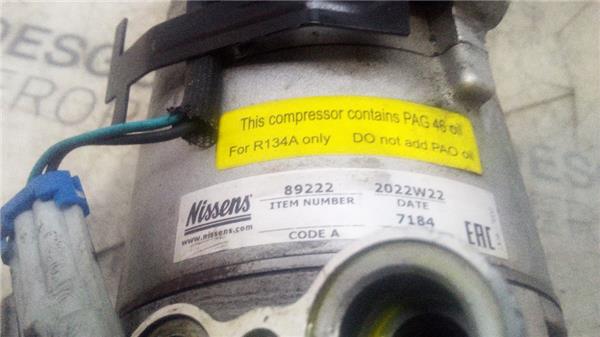 This compressor contains PAG 46 oil
For R134A only DO not add PAO oil
Nissens
www.nissens.com
89222 2022W22
ITEM NUMBER DATE
7184
CODE A
EAC